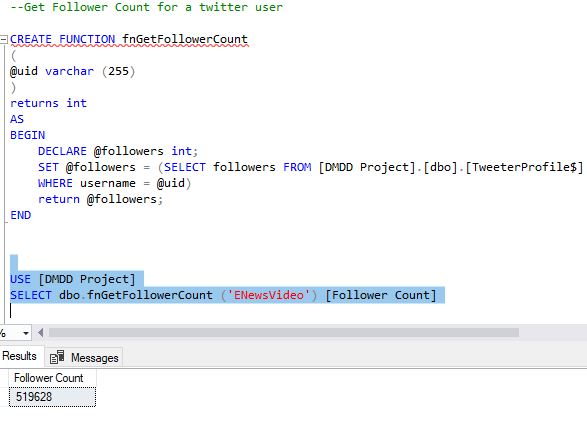 --Get Follower Count for a twitter user
CREATE FUNCTION fnGetFollowerCount
(
@uid varchar (255)
)
returns int
AS
BEGIN
DECLARE @followers int;
SET @followers = (SELECT followers FROM [DMDD Project].[dbo].[TweeterProfile$]
WHERE username = @uid)
return @followers;
END
USE [DMDD Project]
SELECT dbo.fnGetFollowerCount ('ENewsVideo') [Follower Count]
%
Results Messages
Follower Count
519628